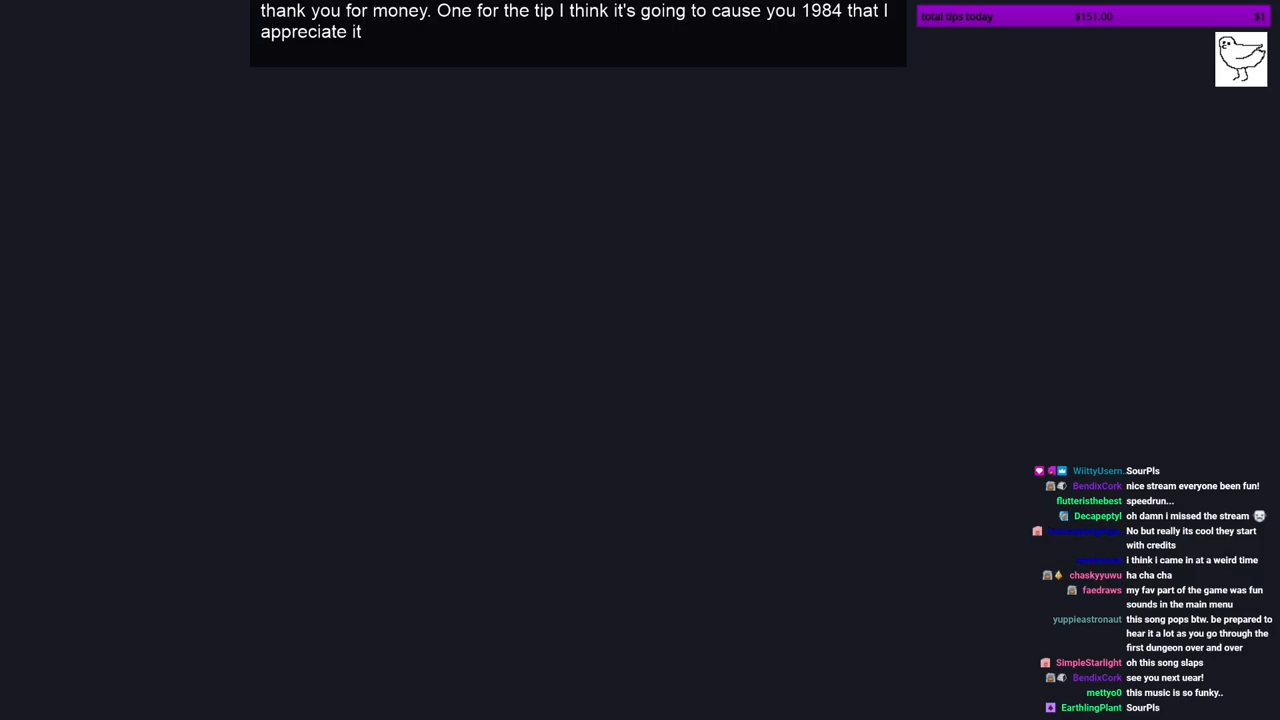 thank you for money. One for the tip I think it's going to cause you 1984 that I
appreciate it
total tips today $151.00 $1
WiittyUsern.. SourPls
BendixCork nice stream everyone been fun!
flutteristhebest speedrun...
Decapeptyl oh damn i missed the stream
No but really its cool they start
with credits
i think i came in at a weird time
chaskyyuwu ha cha cha
faedraws my fav part of the game was fun
sounds in the main menu
yuppieastronaut this song pops btw. be prepared to
hear it a lot as you go through the
first dungeon over and over
SimpleStarlight oh this song slaps
BendixCork see you next uear!
mettyo0 this music is so funky..
EarthlingPlant SourPls